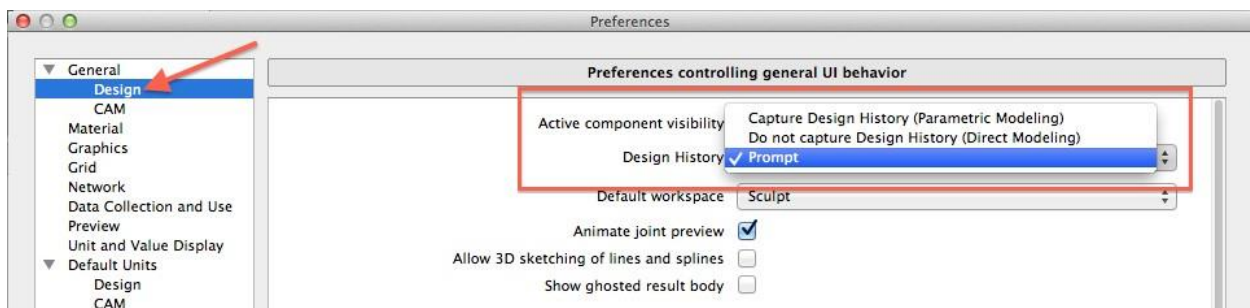 Preferences
General
Design
CAM
Material
Graphics
Grid
Network
Data Collection and Use
Preview
Unit and Value Display
Default Units
Design
CAM
Preferences controlling general UI behavior
Active component visibility
Capture Design History (Parametric Modeling)
Do not capture Design History (Direct Modeling)
Design History ✓ Prompt
Default workspace Sculpt
Animate joint preview
Allow 3D sketching of lines and splines
Show ghosted result body